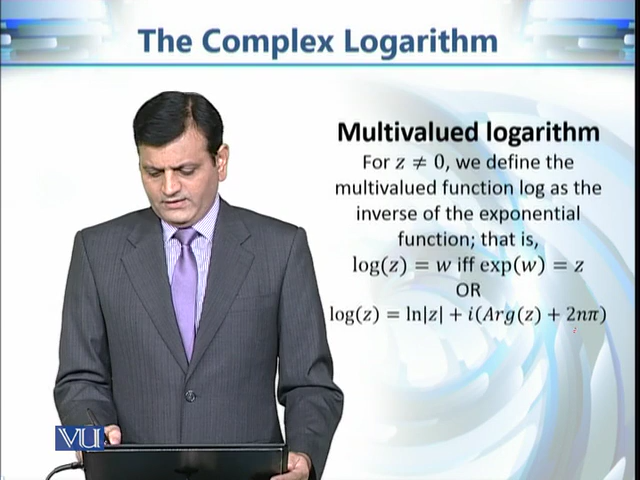 The Complex Logarithm
Multivalued logarithm
For z ≠ 0, we define the
multivalued function log as the
inverse of the exponential
function; that is,
log(z) = w iff exp(w) = z
OR
log(z) = ln|z| + i(Arg(z) + 2nπ)
VU